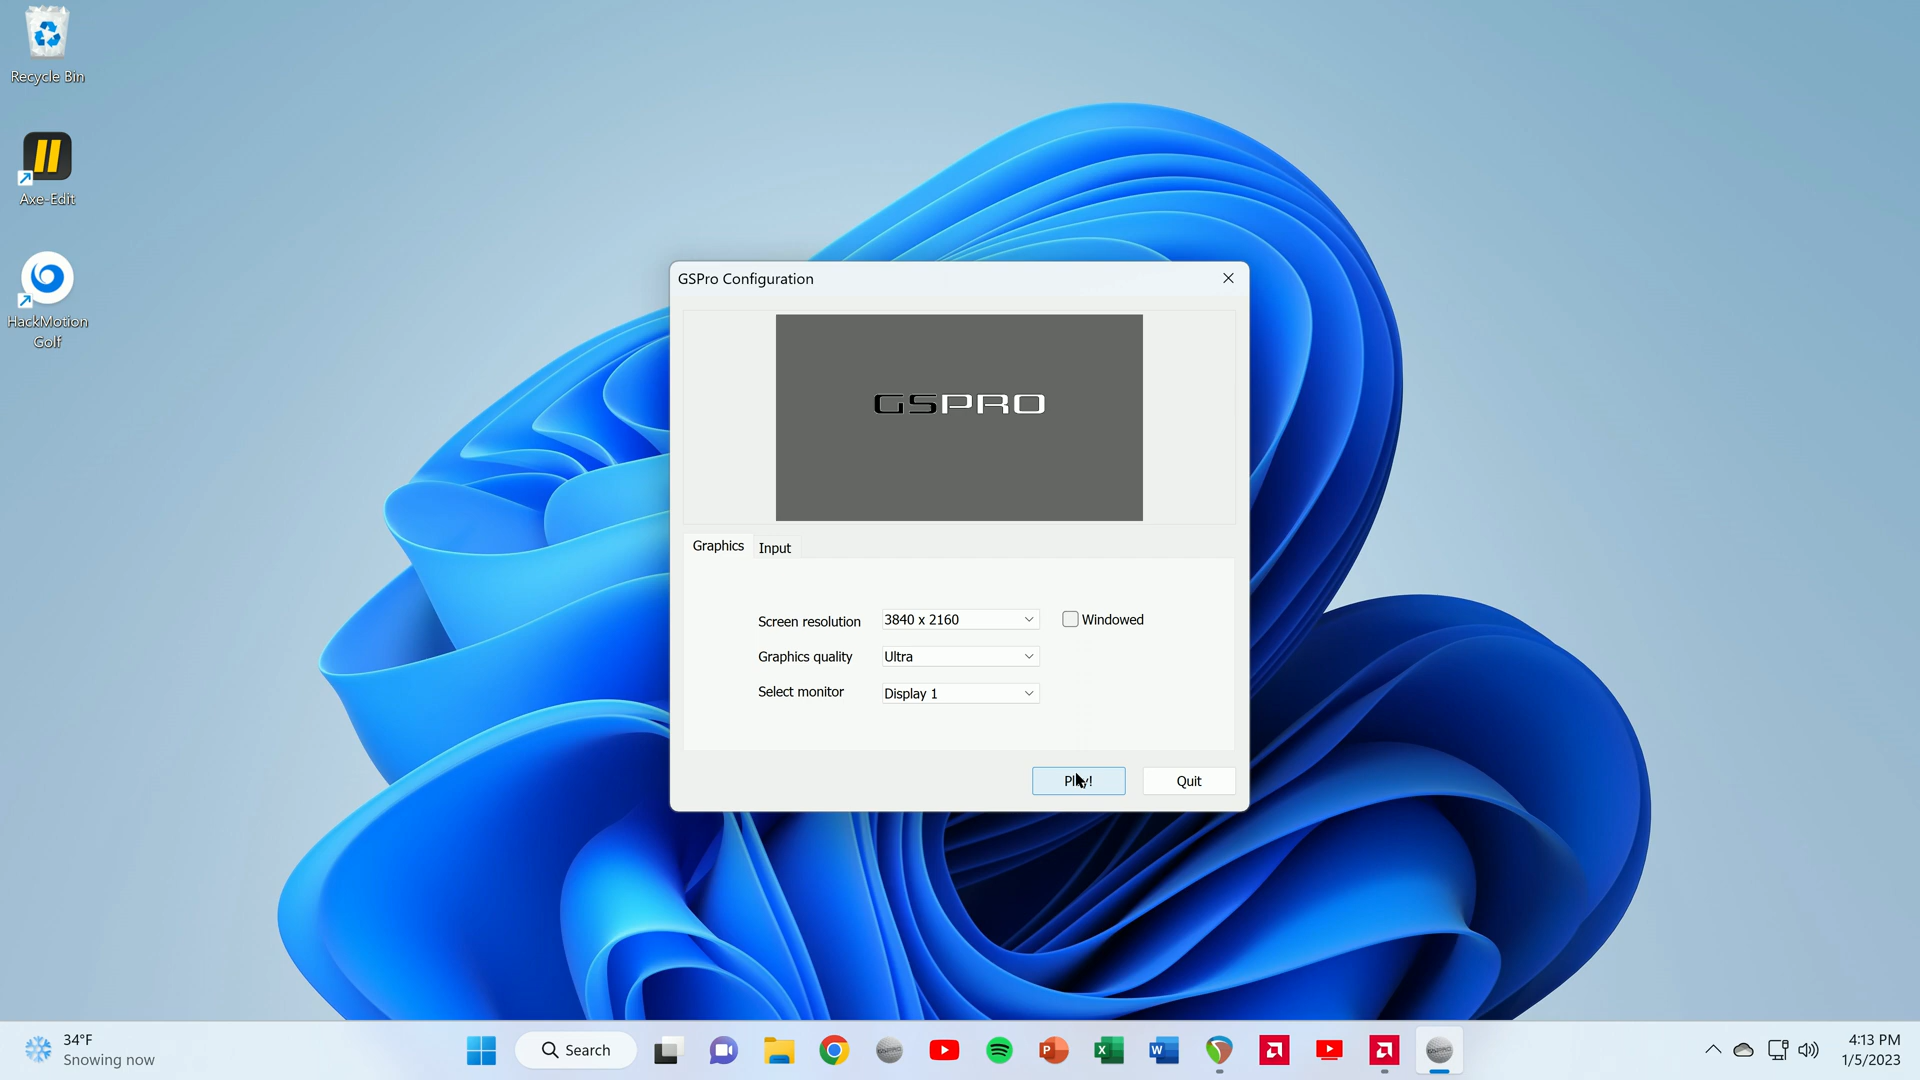 Recycle Bin
Axe-Edit
HackMotion
Golf
GSPro Configuration
GSPRO
Graphics
Input
Screen resolution
3840 x 2160
Windowed
Graphics quality
Ultra
Select monitor
Display 1
Play!
Quit
34°F
Snowing now
Search
4:13 PM
1/5/2023